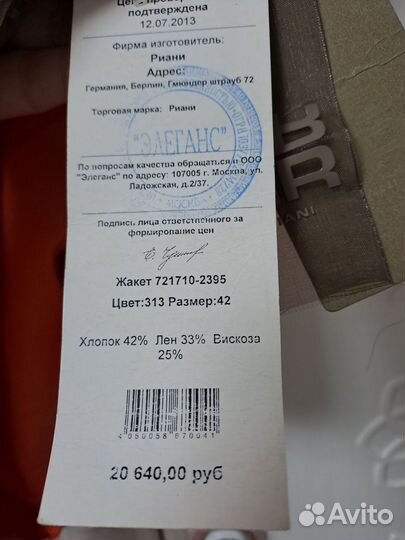 подтверждена
12.07.2013
Фирма изготовитель:
Риани
Адрес:
Германия, Берлин, Гмюндер штрауб 72
Торговая марка: Риани
"ЭЛЕГАНС"
МОСКВА
По вопросам качества обращаться в ООО
"Элеганс" по адресу: 107005 г. Москва, ул.
Ладожская, д.2/37.
Подпись лица ответственного за
формирование цен
Жакет 721710-2395
Цвет:313 Размер:42
Хлопок 42% Лен 33% Вискоза
25%
4050058670041
20 640,00 руб
Avito